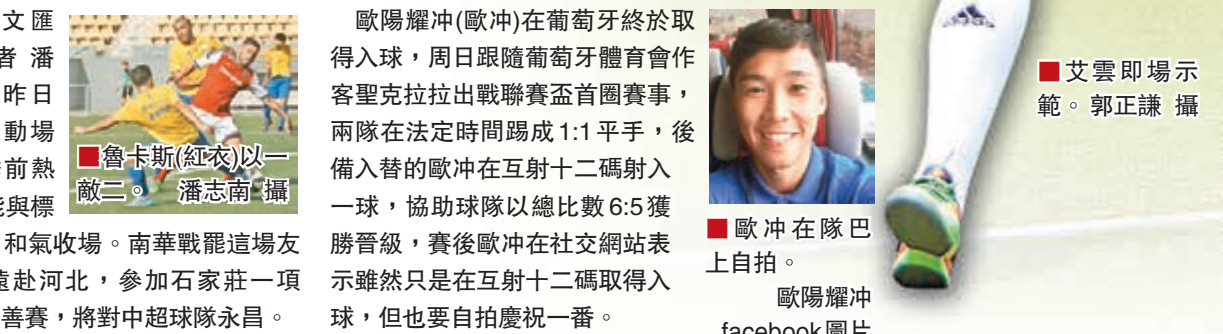 文匯
者 潘
昨日
動場
前熱
能與標
和氣收場。南華戰罷這場友
遠赴河北，參加石家莊一項
善賽，將對中超球隊永昌。
■魯卡斯(紅衣)以一
敵二。 潘志南 攝
歐陽耀冲(歐冲)在葡萄牙終於取
得入球，周日跟隨葡萄牙體育會作
客聖克拉拉出戰聯賽盃首圈賽事，
兩隊在法定時間踢成1:1平手，後
備入替的歐冲在互射十二碼射入
一球，協助球隊以總比數6:5獲
勝晉級，賽後歐冲在社交網站表
示雖然只是在互射十二碼取得入
球，但也要自拍慶祝一番。
■歐冲在隊巴
上自拍。
歐陽耀冲
facebook圖片
adidas
■艾雲即場示
範。郭正謙 攝